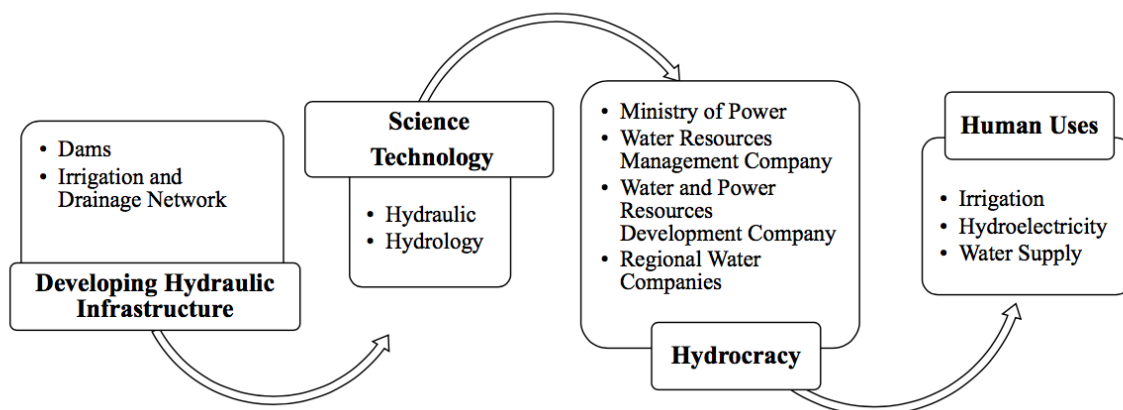 • Dams
• Irrigation and
Drainage Network
Developing Hydraulic
Infrastructure
Science
Technology
• Hydraulic
• Hydrology
• Ministry of Power
• Water Resources
Management Company
• Water and Power
Resources
Development Company
• Regional Water
Companies
Hydrocracy
Human Uses
• Irrigation
• Hydroelectricity
• Water Supply